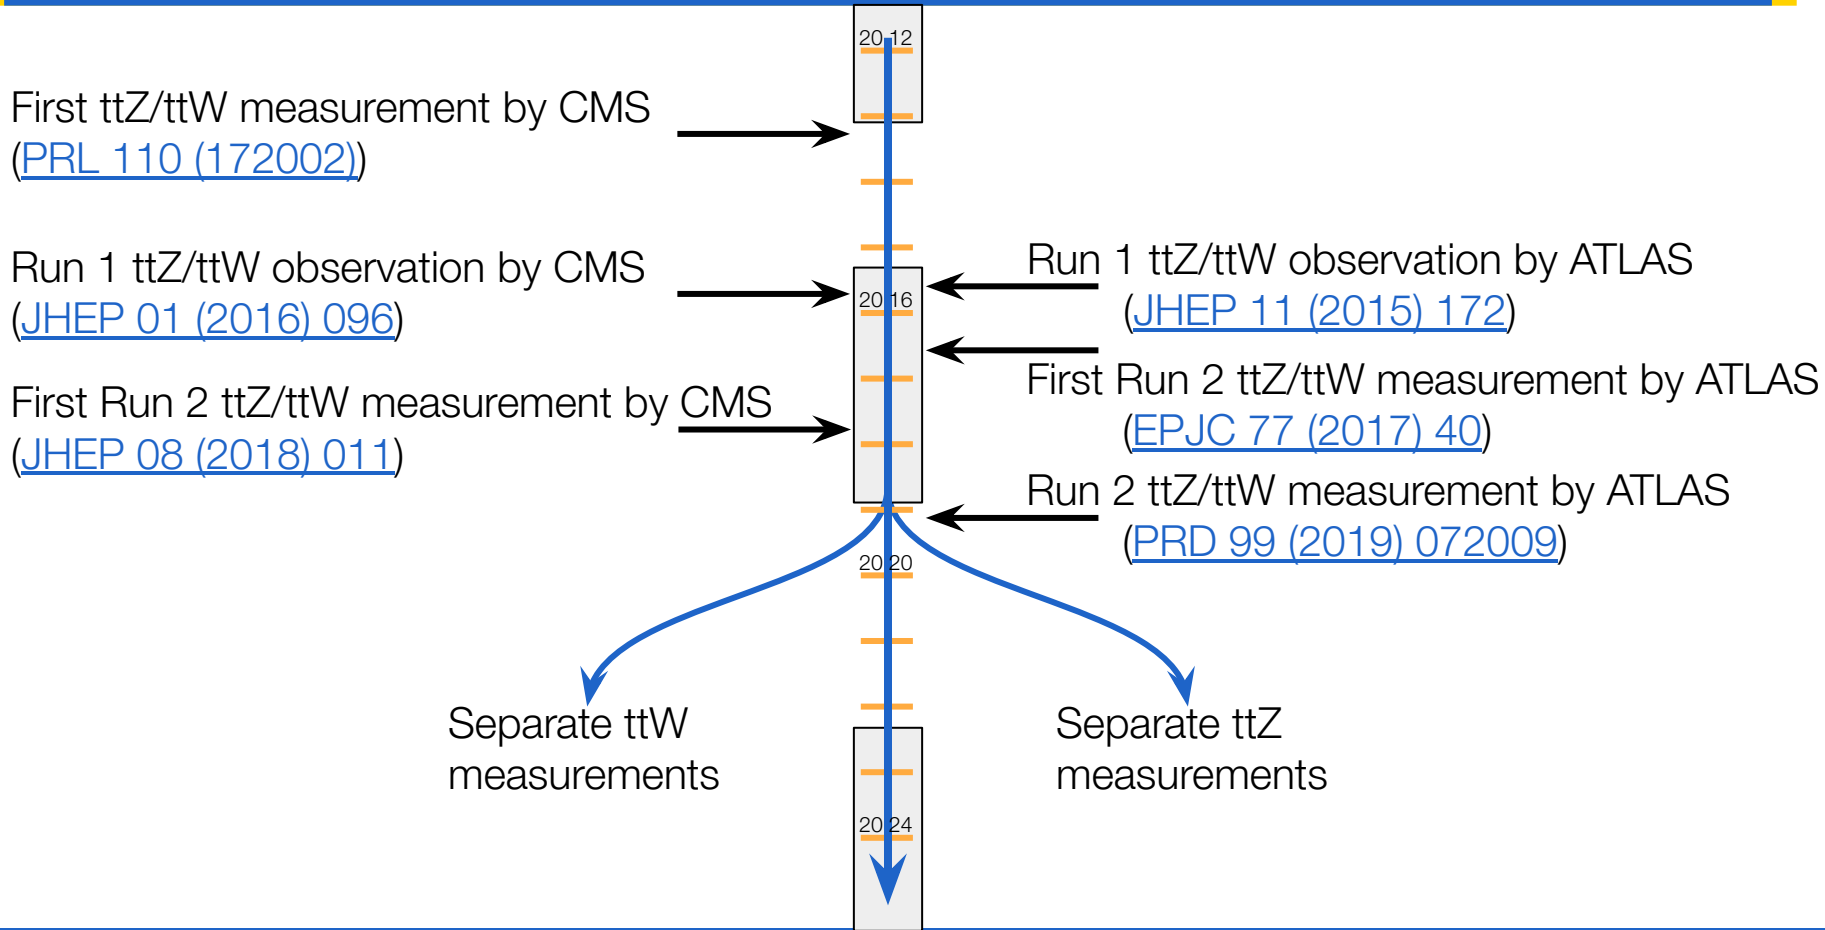 2012
First ttZ/ttW measurement by CMS
(PRL 110 (172002))
Run 1 ttZ/ttW observation by CMS
(JHEP 01 (2016) 096)
Run 1 ttZ/ttW observation by ATLAS
(JHEP 11 (2015) 172)
2016
First Run 2 ttZ/ttW measurement by CMS
(JHEP 08 (2018) 011)
First Run 2 ttZ/ttW measurement by ATLAS
(EPJC 77 (2017) 40)
Run 2 ttZ/ttW measurement by ATLAS
(PRD 99 (2019) 072009)
2020
Separate ttW
measurements
Separate ttZ
measurements
2024